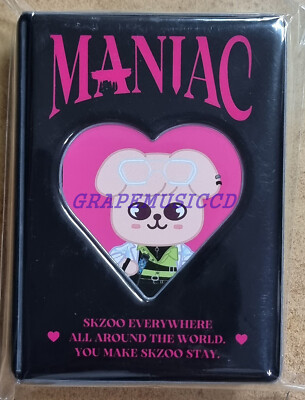 MANIAC
GRAPEMUSICCD
SKZOO EVERYWHERE
ALL AROUND THE WORLD.
YOU MAKE SKZOO STAY.